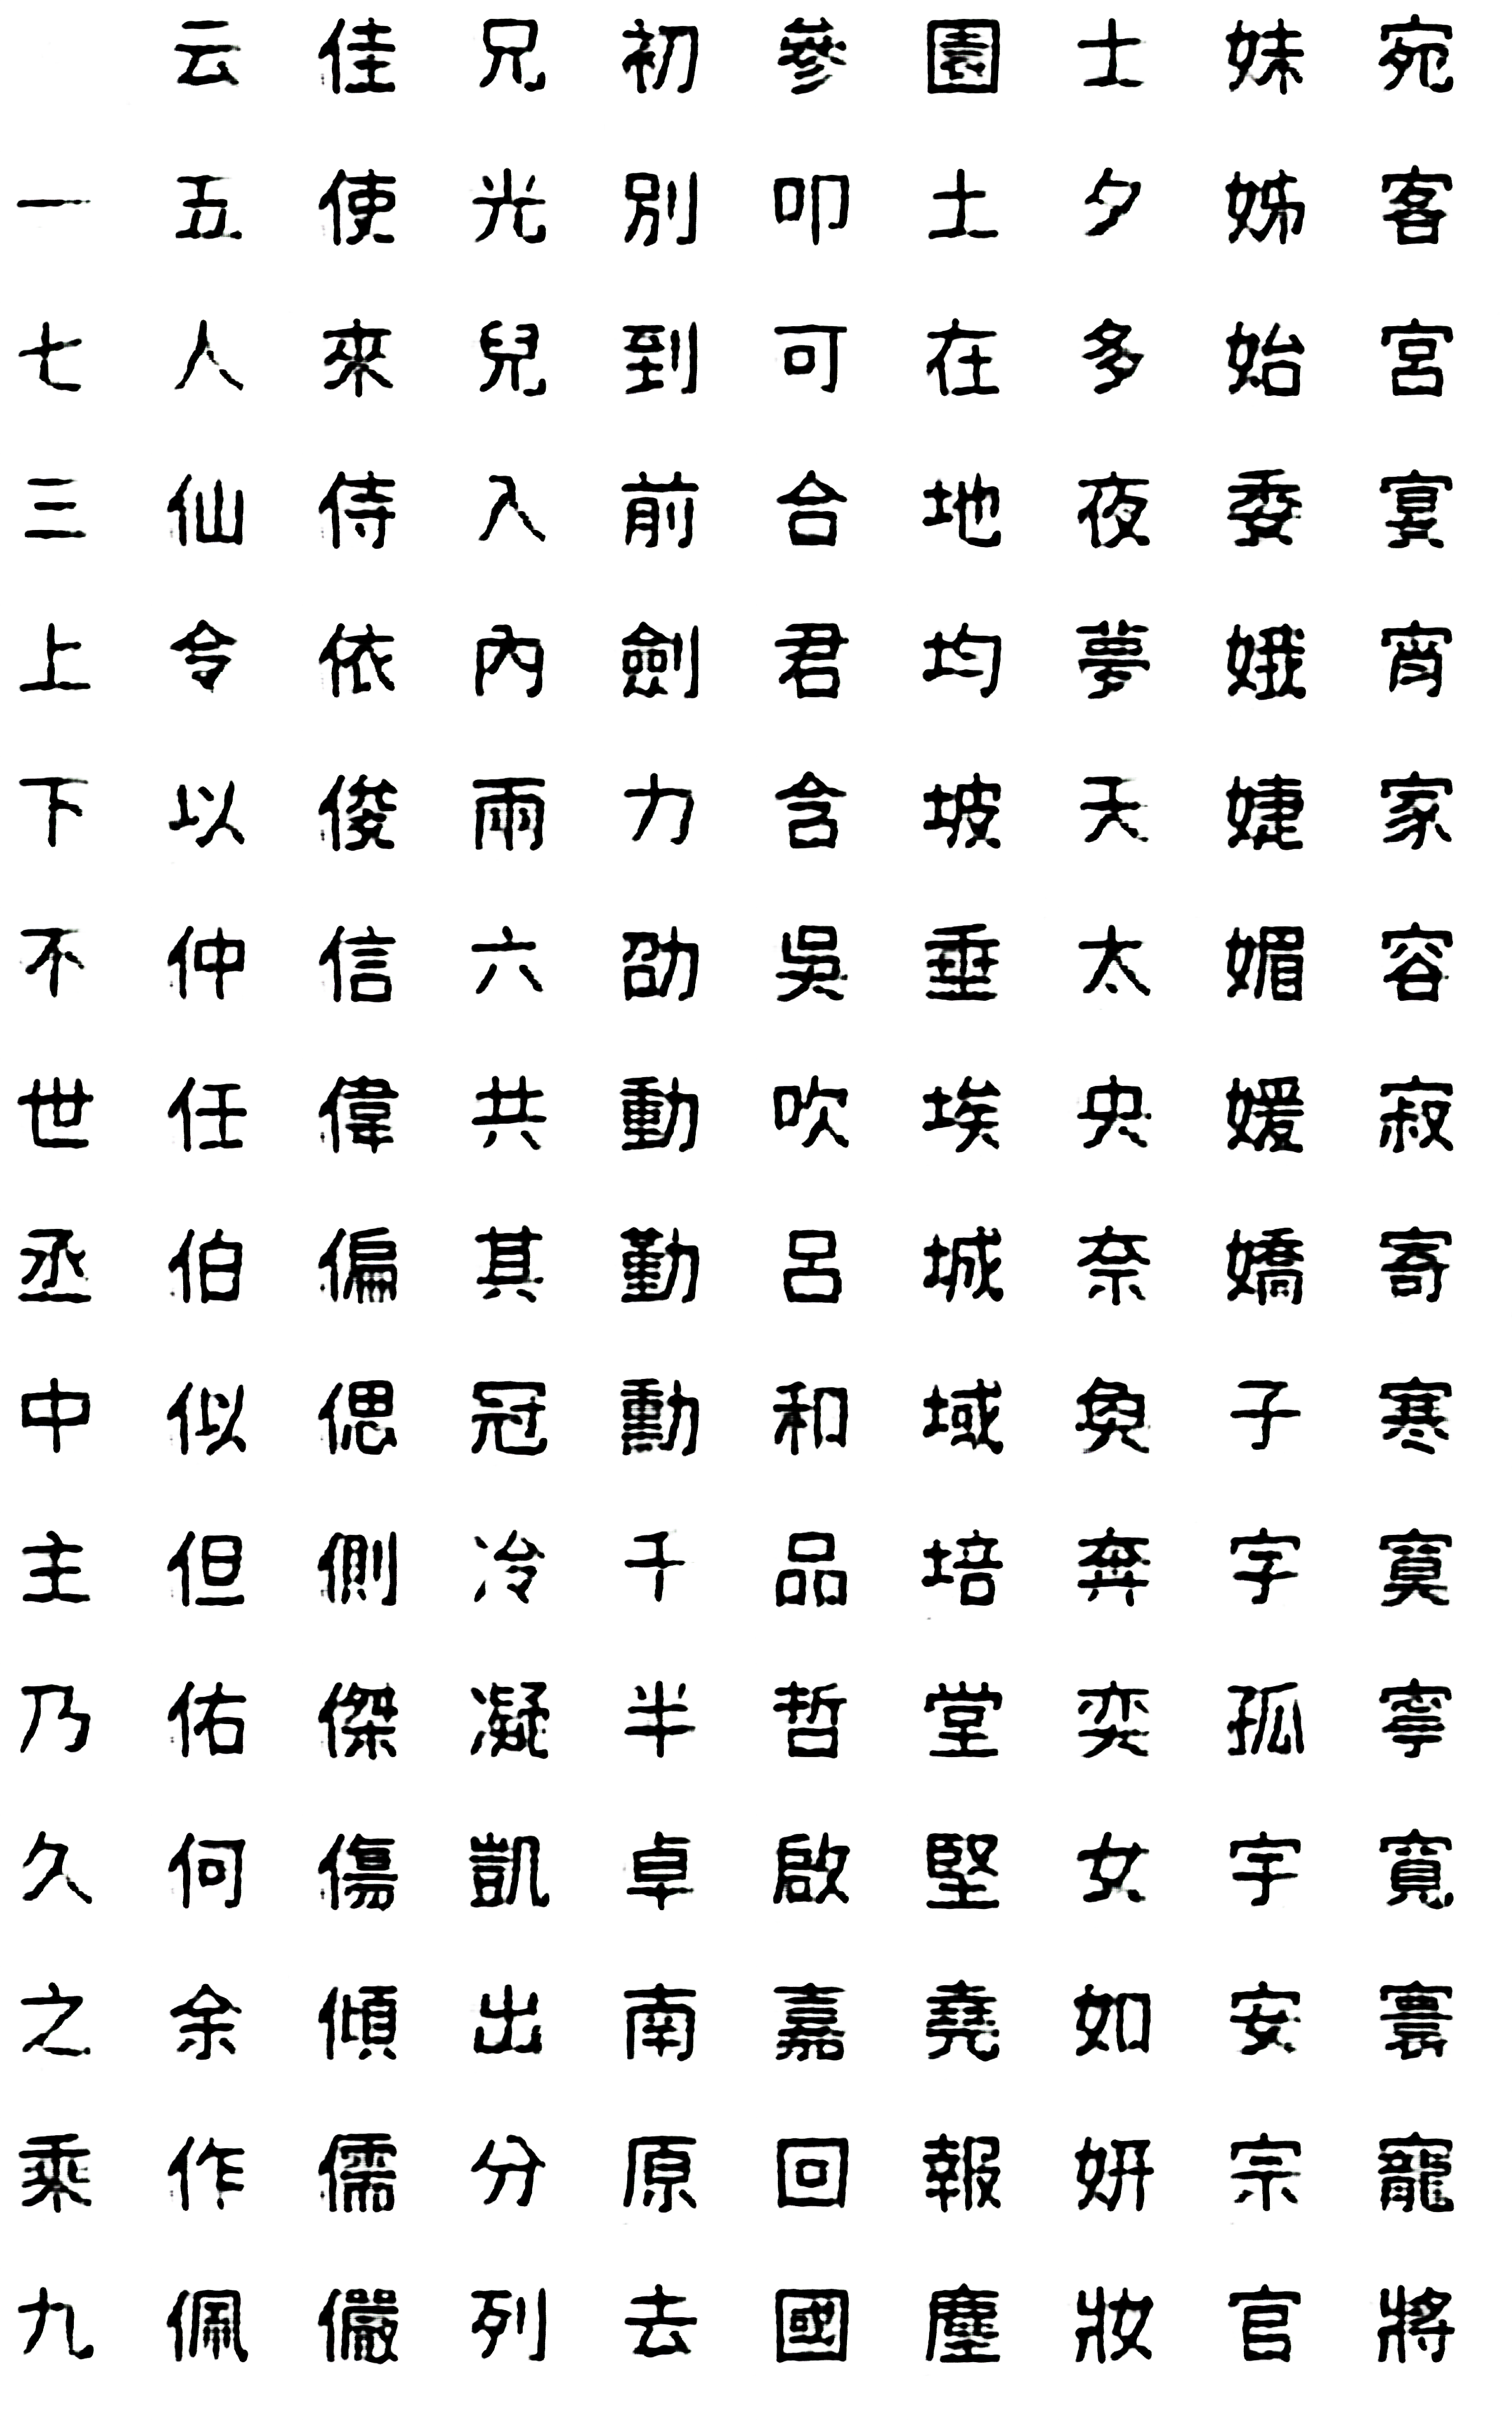 云 佳 兄 初 參 園 士 妹 宛
一 五 使 光 別 叩 土 夕 姊 客
七 人 來 兒 到 可 在 多 始 宮
三 仙 侍 入 前 合 地 夜 委 宴
上 令 依 內 劍 君 均 夢 娥 宵
下 以 俊 兩 力 含 坡 天 婕 家
不 仲 信 六 劭 吳 垂 太 媚 容
世 任 偉 共 動 吹 埃 央 媛 寂
丞 伯 偏 其 勤 呂 城 奈 嬌 寄
中 似 偲 冠 勳 和 域 奐 子 寒
主 但 側 冷 千 品 培 奔 字 寞
乃 佑 傑 凝 半 哲 堂 奕 孤 寧
久 何 傷 凱 卓 啟 堅 女 宇 寬
之 余 傾 出 南 嘉 堯 如 安 寰
乘 作 儒 分 原 回 報 妍 宗 寵
九 佩 儼 列 去 國 塵 妝 官 將